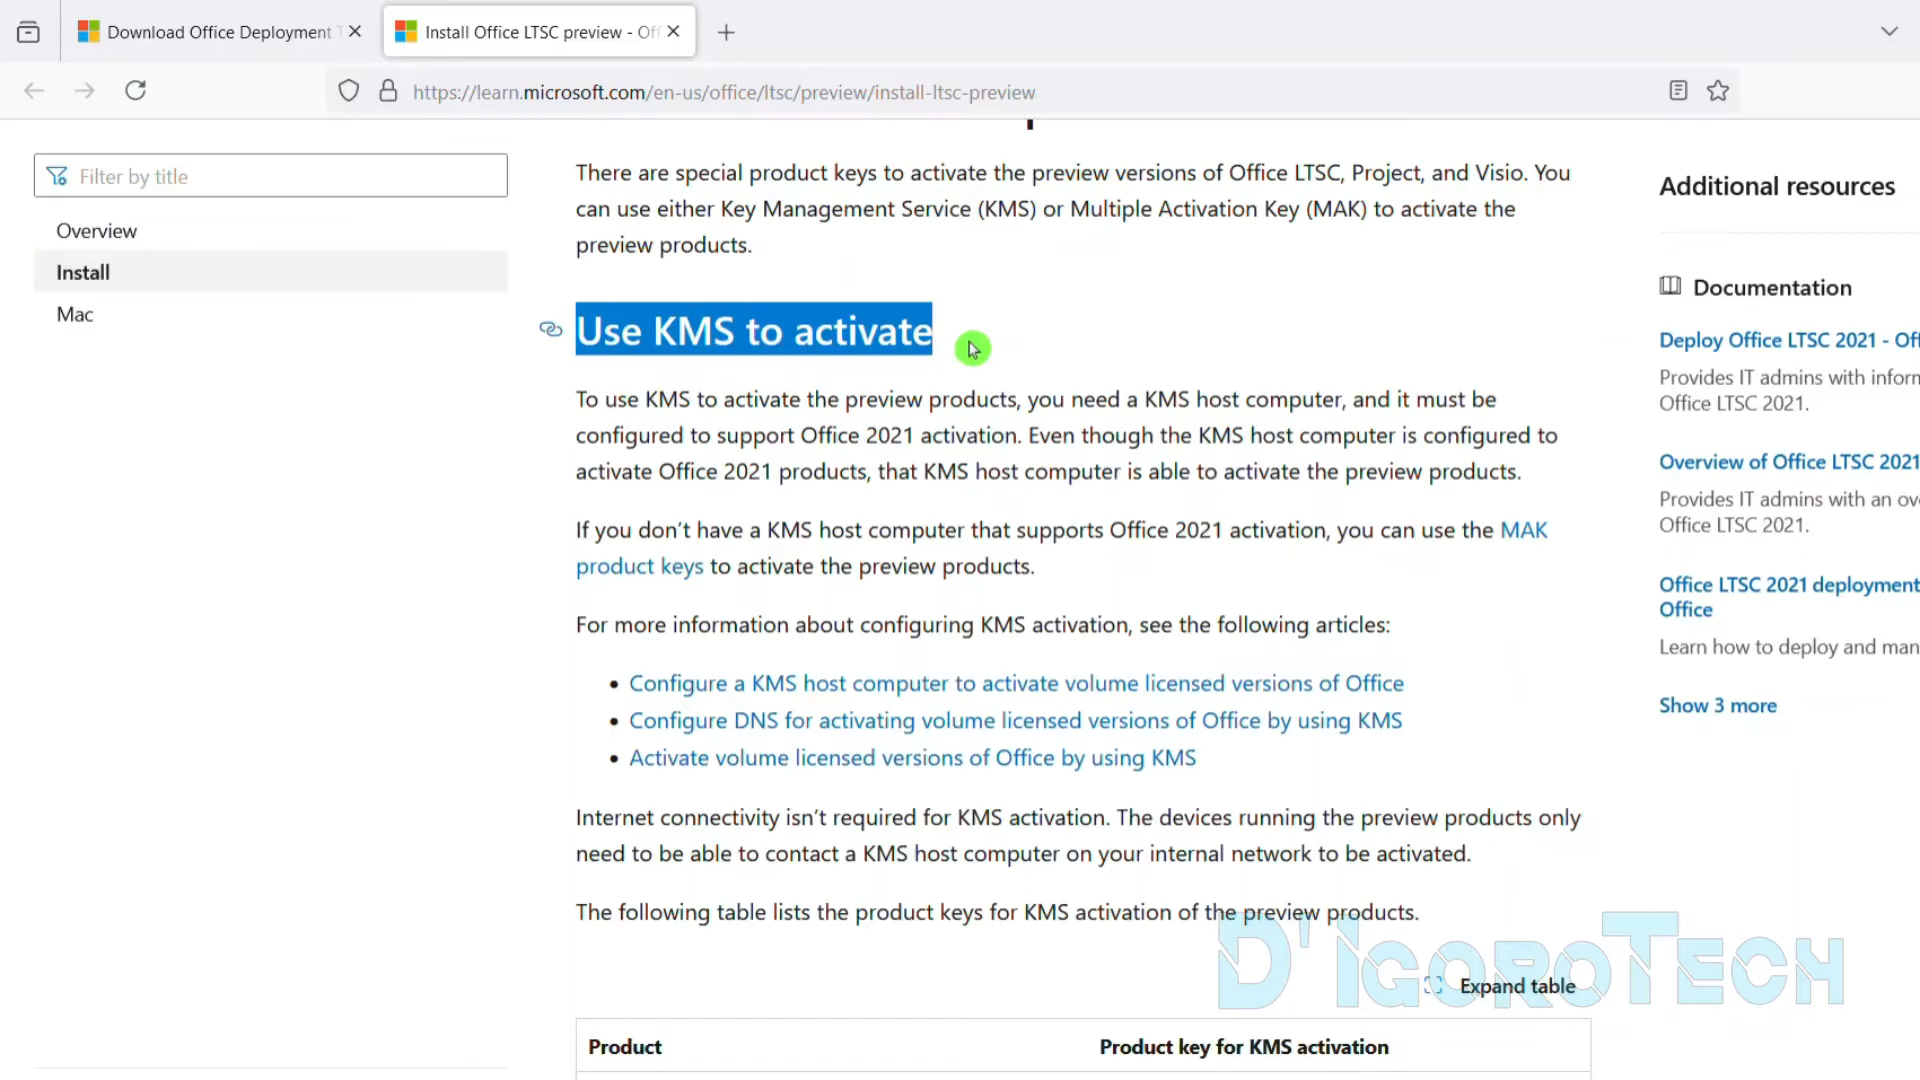 Download Office Deployment T
Install Office LTSC preview - Of
https://learn.microsoft.com/en-us/office/ltsc/preview/install-ltsc-preview
Filter by title
Overview
Install
Mac
There are special product keys to activate the preview versions of Office LTSC, Project, and Visio. You
can use either Key Management Service (KMS) or Multiple Activation Key (MAK) to activate the
preview products.
Use KMS to activate
To use KMS to activate the preview products, you need a KMS host computer, and it must be
configured to support Office 2021 activation. Even though the KMS host computer is configured to
activate Office 2021 products, that KMS host computer is able to activate the preview products.
If you don't have a KMS host computer that supports Office 2021 activation, you can use the MAK
product keys to activate the preview products.
For more information about configuring KMS activation, see the following articles:
• Configure a KMS host computer to activate volume licensed versions of Office
• Configure DNS for activating volume licensed versions of Office by using KMS
• Activate volume licensed versions of Office by using KMS
Internet connectivity isn't required for KMS activation. The devices running the preview products only
need to be able to contact a KMS host computer on your internal network to be activated.
The following table lists the product keys for KMS activation of the preview products.
Expand table
Product
Product key for KMS activation
Additional resources
Documentation
Deploy Office LTSC 2021 - Off
Provides IT admins with inform
Office LTSC 2021.
Overview of Office LTSC 2021
Provides IT admins with an ov
Office LTSC 2021.
Office LTSC 2021 deployment
Office
Learn how to deploy and man
Show 3 more
D'IGOROTECH